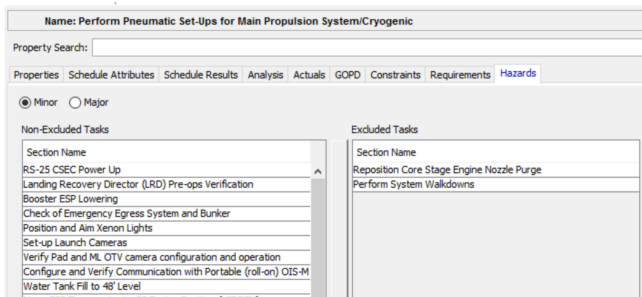 Name: Perform Pneumatic Set-Ups for Main Propulsion System/Cryogenic
Property Search:
Properties Schedule Attributes Schedule Results Analysis Actuals GOPD Constraints Requirements Hazards
Minor Major
Non-Excluded Tasks Excluded Tasks
Section Name Section Name
RS-25 CSEC Power Up Reposition Core Stage Engine Nozzle Purge
Landing Recovery Director (LRD) Pre-ops Verification Perform System Walkdowns
Booster ESP Lowering
Check of Emergency Egress System and Bunker
Position and Aim Xenon Lights
Set-up Launch Cameras
Verify Pad and ML OTV camera configuration and operation
Configure and Verify Communication with Portable (roll-on) OIS-M
Water Tank Fill to 48' Level